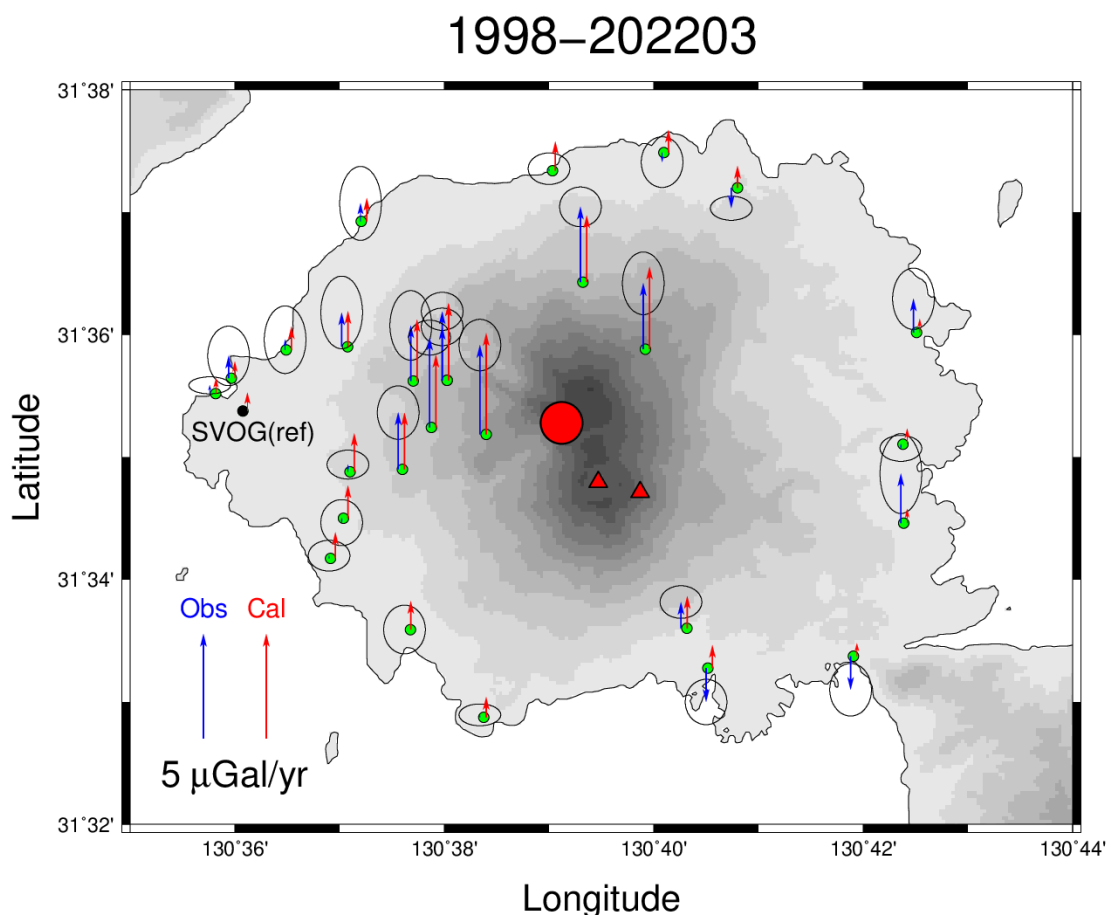 1998−202203
31˚38'
31˚36'
31˚34'
31˚32'
Latitude
SVOG(ref)
Obs Cal
5 μGal/yr
130˚36' 130˚38' 130˚40' 130˚42' 130˚44'
Longitude